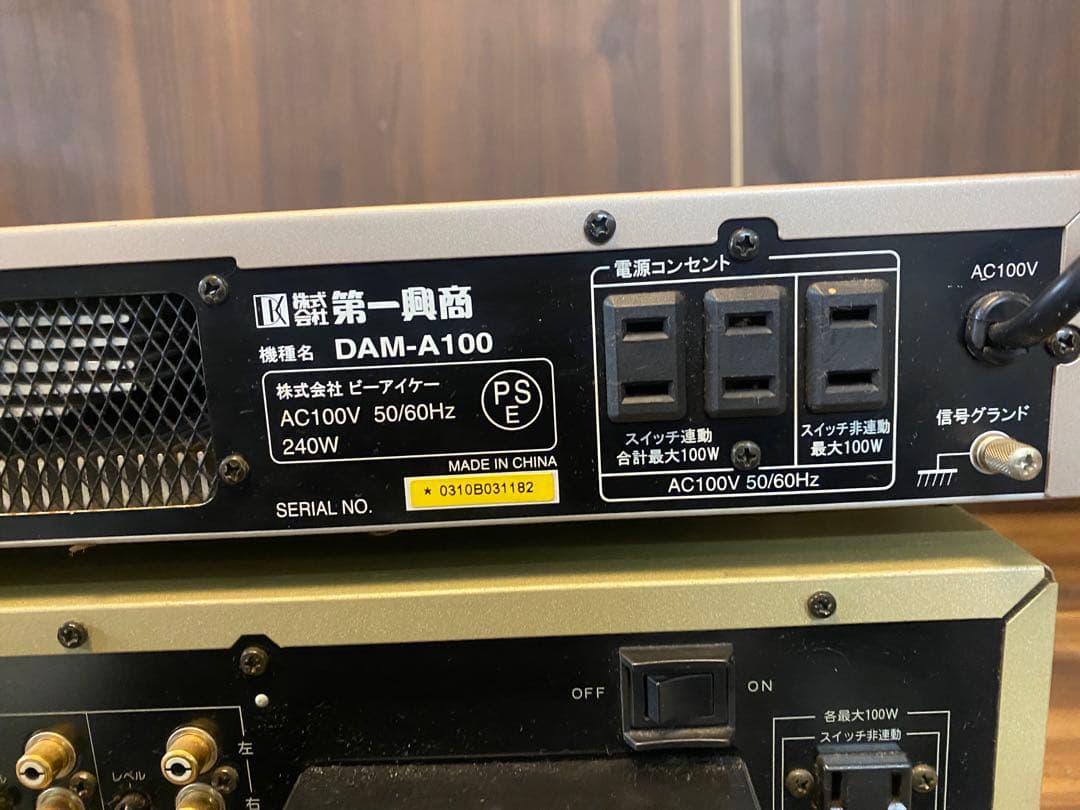 DK 株式会社 第一興商
機種名 DAM-A100
株式会社 ビーアイケー
AC100V 50/60Hz
240W
PS
E
MADE IN CHINA
SERIAL NO.
* 0310B031182
電源コンセント
スイッチ連動
合計最大100W
スイッチ非連動
最大100W
AC100V 50/60Hz
AC100V
信号グランド
OFF
ON
各最大100W
スイッチ非連動
レベル
左
右